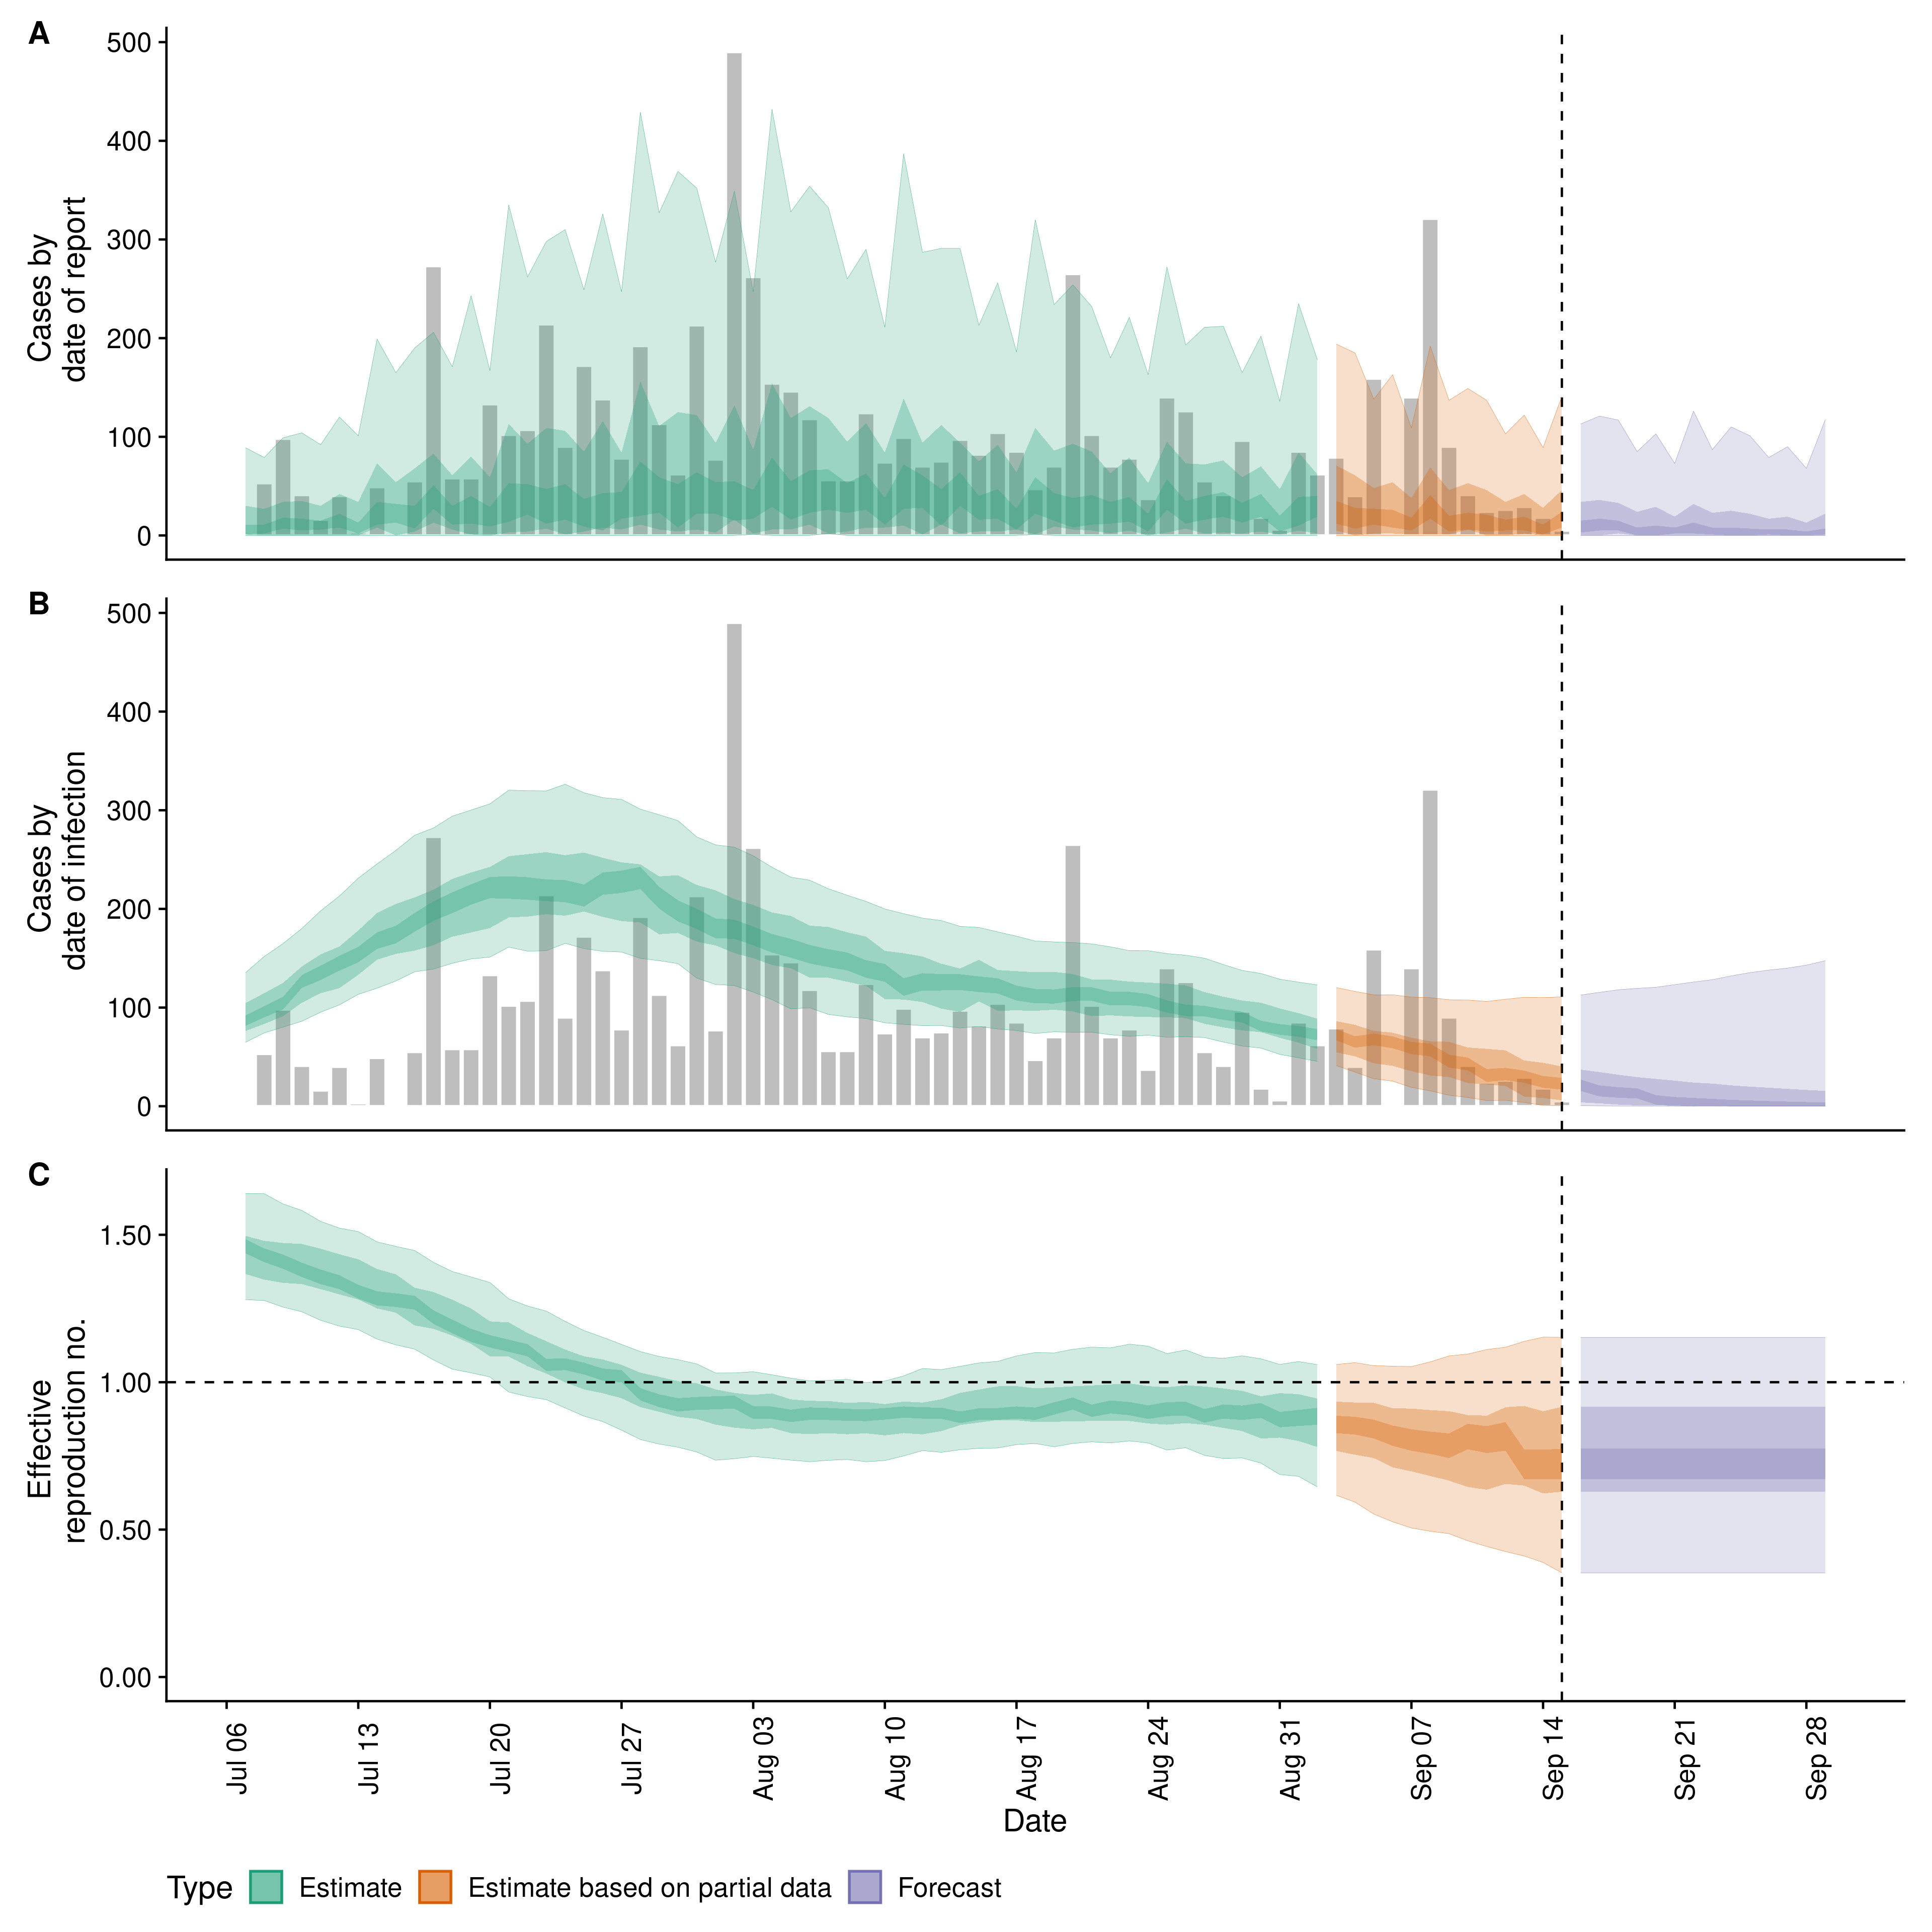 A
Cases by
date of report
500
400
300
200
100
0
B
Cases by
date of infection
500
400
300
200
100
0
C
Effective
reproduction no.
1.50
1.00
0.50
0.00
Jul 06
Jul 13
Jul 20
Jul 27
Aug 03
Aug 10
Aug 17
Aug 24
Aug 31
Sep 07
Sep 14
Sep 21
Sep 28
Date
Type Estimate Estimate based on partial data Forecast